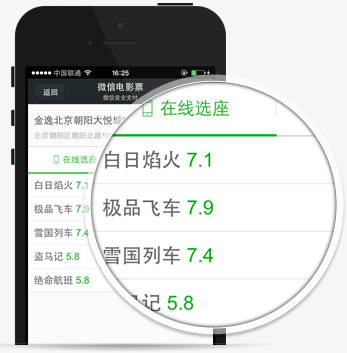 中国联通 16:25
返回 微信电影票
微信安全支付
金逸北京朝阳大悦城
北京朝阳区朝阳北路10
在线选座
白日焰火 7.1
极品飞车 7.9
雪国列车 7.4
盗马记 5.8
绝命航班 5.8
在线选座
白日焰火 7.1
极品飞车 7.9
雪国列车 7.4
记 5.8